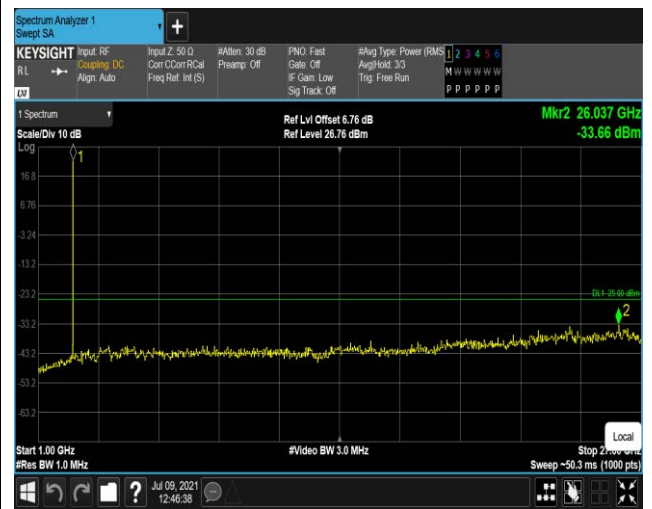 Spectrum Analyzer 1
Swept SA
+
KEYSIGHT Input: RF
RL Coupling: DC
Align: Auto
LXI
Input Z: 50 Ω
Corr CCorr RCal
Freq Ref: Int (S)
#Atten: 30 dB
Preamp: Off
PNO: Fast
Gate: Off
IF Gain: Low
Sig Track: Off
#Avg Type: Power (RMS
Avg|Hold: 3/3
Trig: Free Run
1 2 3 4 5 6
M W W W W W
P P P P P P
1 Spectrum
Scale/Div 10 dB
Log
Ref Lvl Offset 6.76 dB
Ref Level 26.76 dBm
Mkr2 26.037 GHz
-33.66 dBm
1
16.8
6.76
-3.24
-13.2
-23.2
DL1 -25.00 dBm
2
-33.2
-43.2
-53.2
-63.2
Local
Start 1.00 GHz
#Res BW 1.0 MHz
#Video BW 3.0 MHz
Stop 27.00 GHz
Sweep ~50.3 ms (1000 pts)
?
Jul 09, 2021
12:46:38